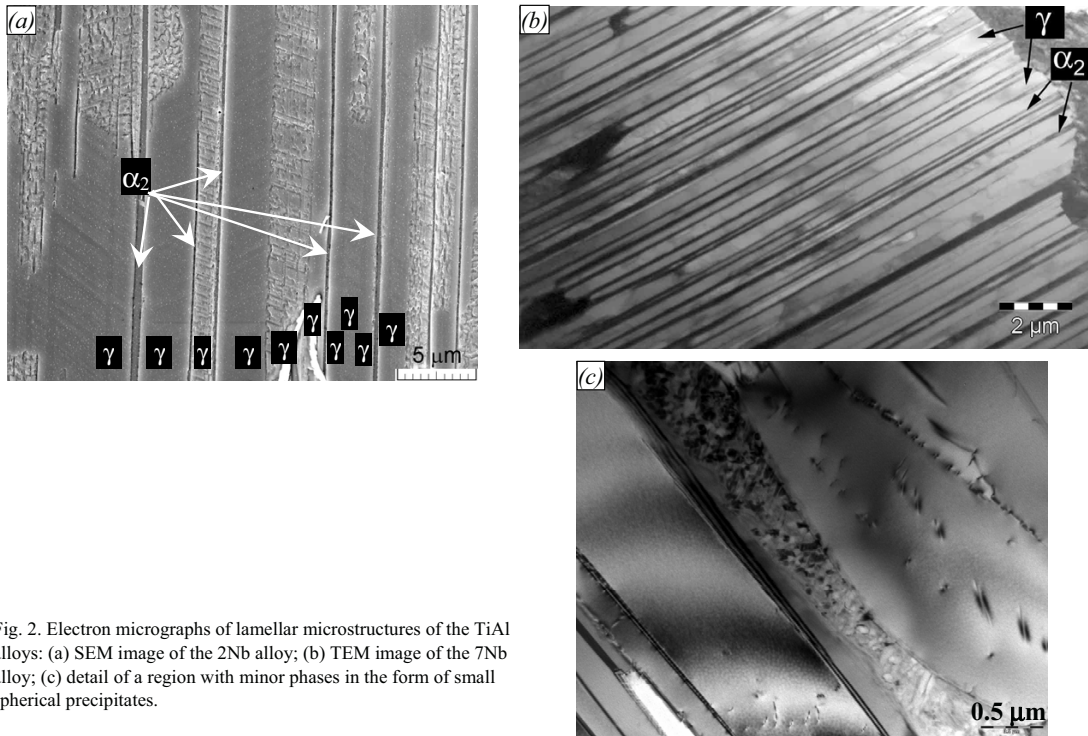 (a)
α₂
γ γ γ γ γ γ γ γ γ γ
5 μm
(b)
γ
α₂
2 μm
(c)
0.5 μm
Fig. 2. Electron micrographs of lamellar microstructures of the TiAl
alloys: (a) SEM image of the 2Nb alloy; (b) TEM image of the 7Nb
alloy; (c) detail of a region with minor phases in the form of small
spherical precipitates.